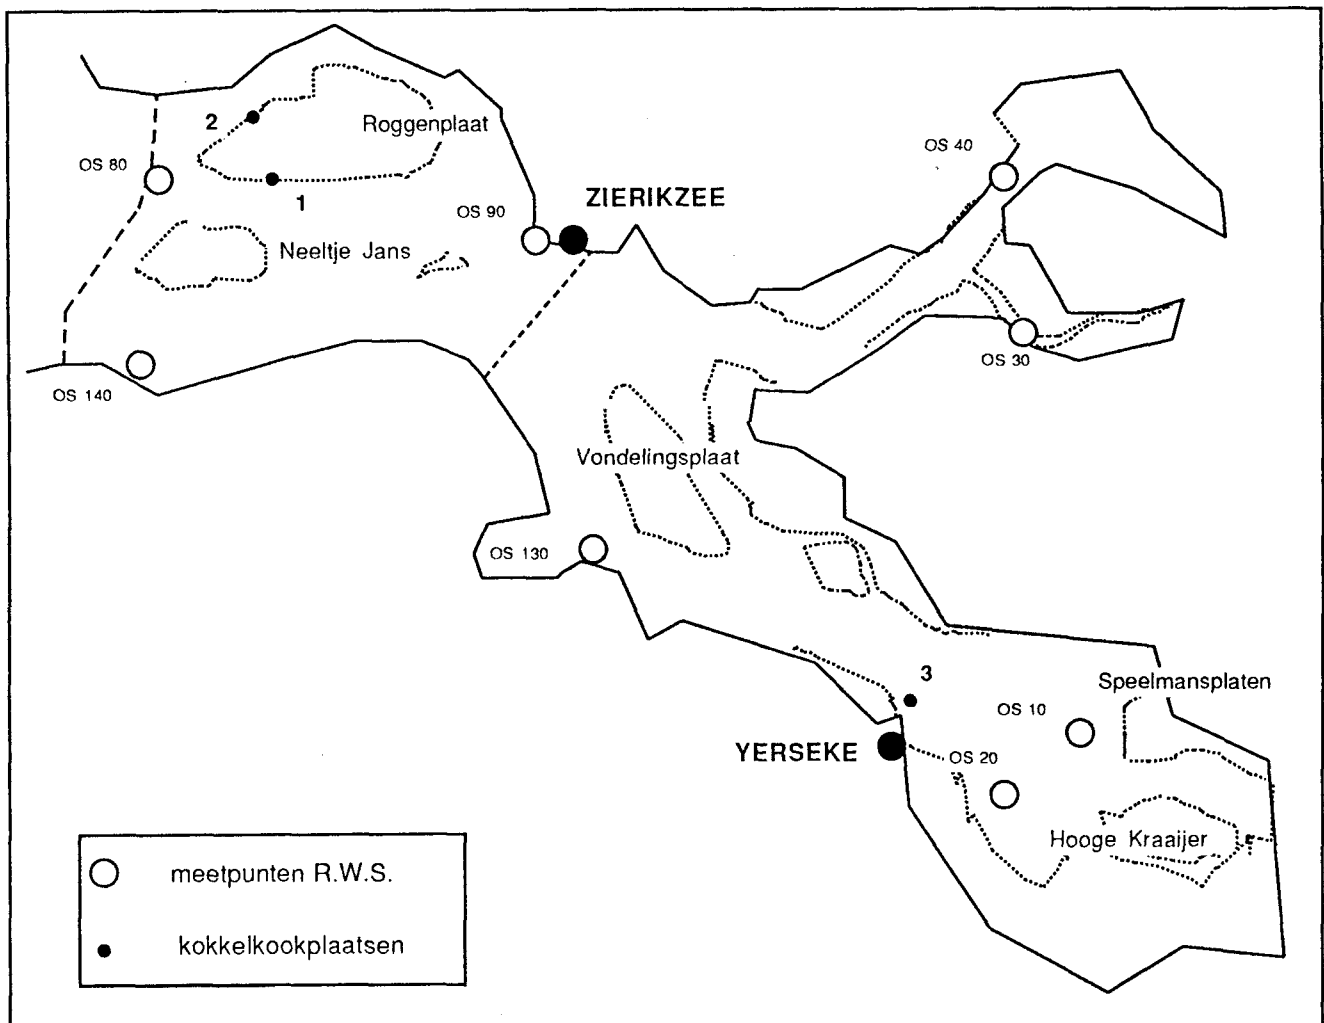 Roggenplaat
2
OS 80
OS 40
1
ZIERIKZEE
OS 90
Neeltje Jans
OS 30
OS 140
Vondelingsplaat
OS 130
3
Speelmansplaten
OS 10
YERSEKE
OS 20
Hooge Kraaijer
meetpunten R.W.S.
kokkelkookplaatsen